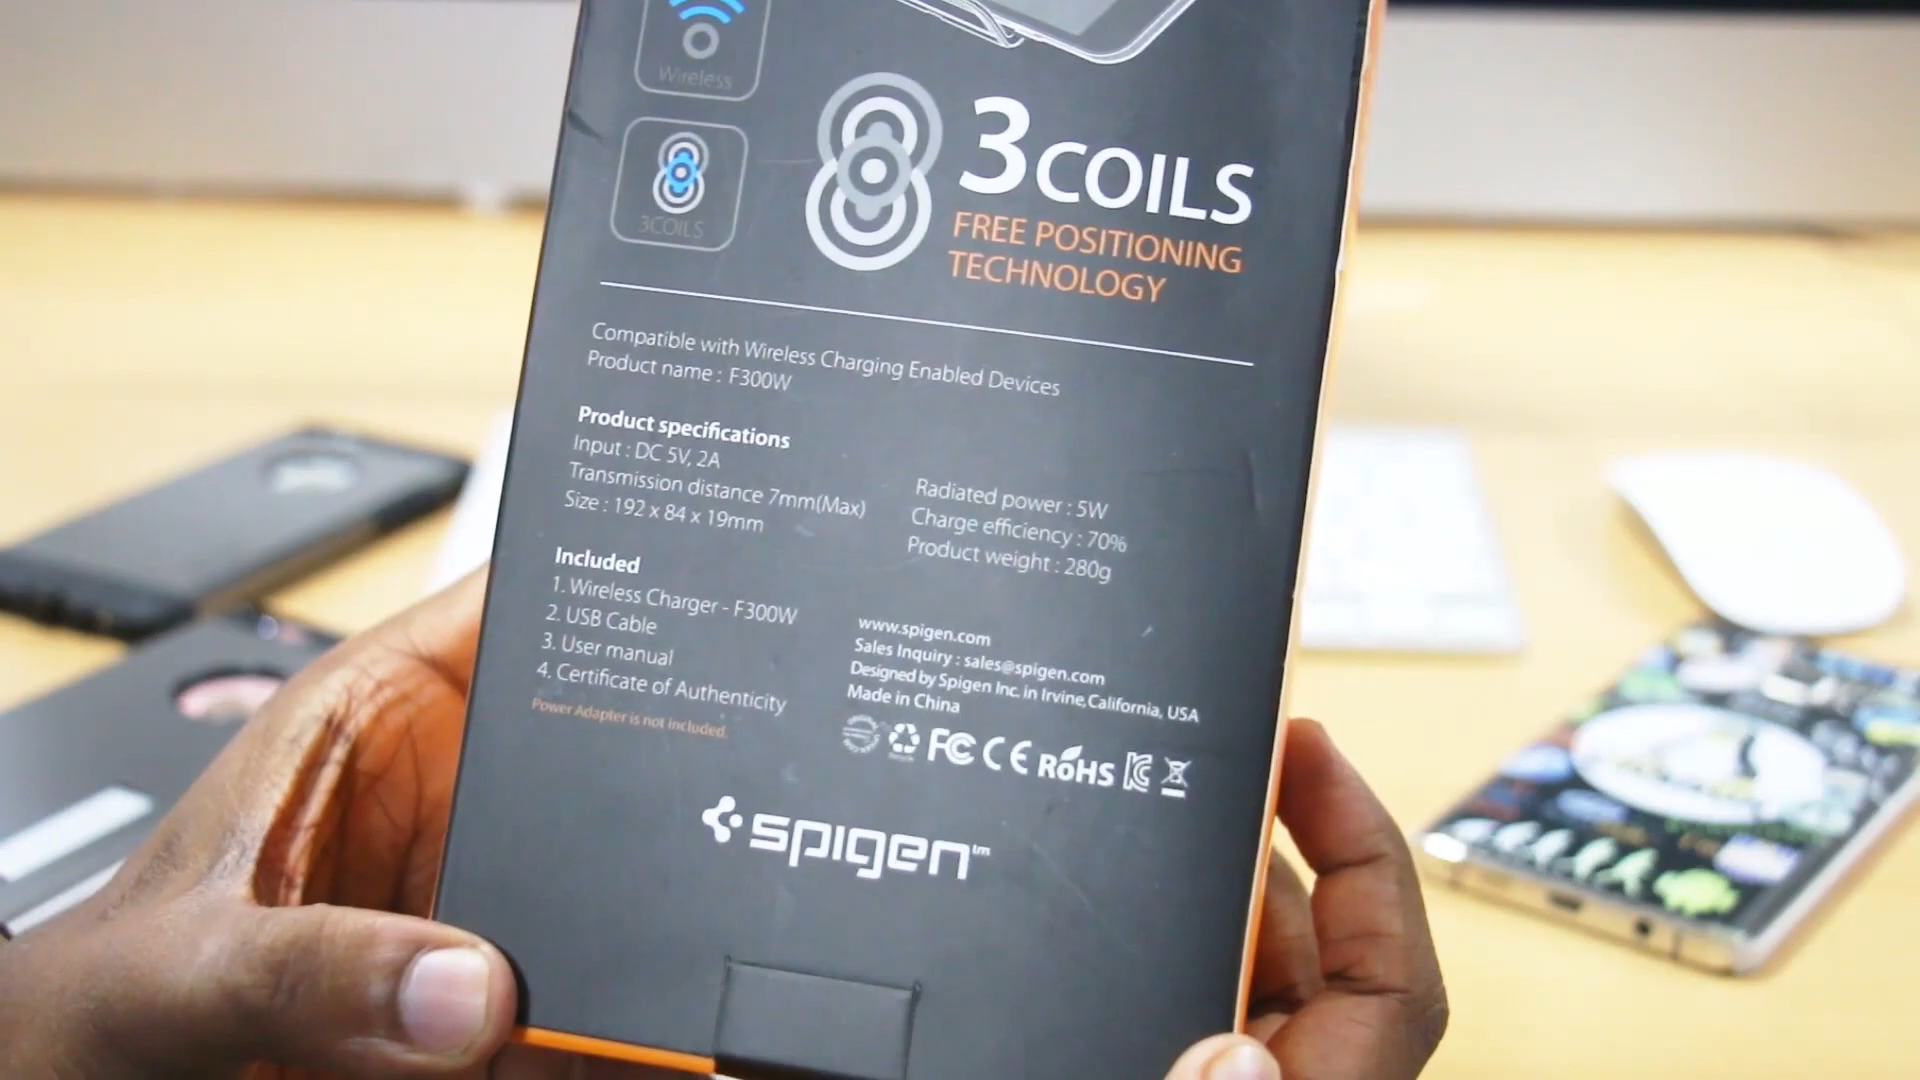 Wireless
3COILS
3COILS
FREE POSITIONING
TECHNOLOGY
Compatible with Wireless Charging Enabled Devices
Product name : F300W
Product specifications
Input : DC 5V, 2A
Transmission distance 7mm(Max)
Size : 192 x 84 x 19mm
Radiated power : 5W
Charge efficiency : 70%
Product weight : 280g
Included
1. Wireless Charger - F300W
2. USB Cable
3. User manual
4. Certificate of Authenticity
Power Adapter is not included.
www.spigen.com
Sales Inquiry : sales@spigen.com
Designed by Spigen Inc. in Irvine, California, USA
Made in China
FC CE RoHS
spigen™